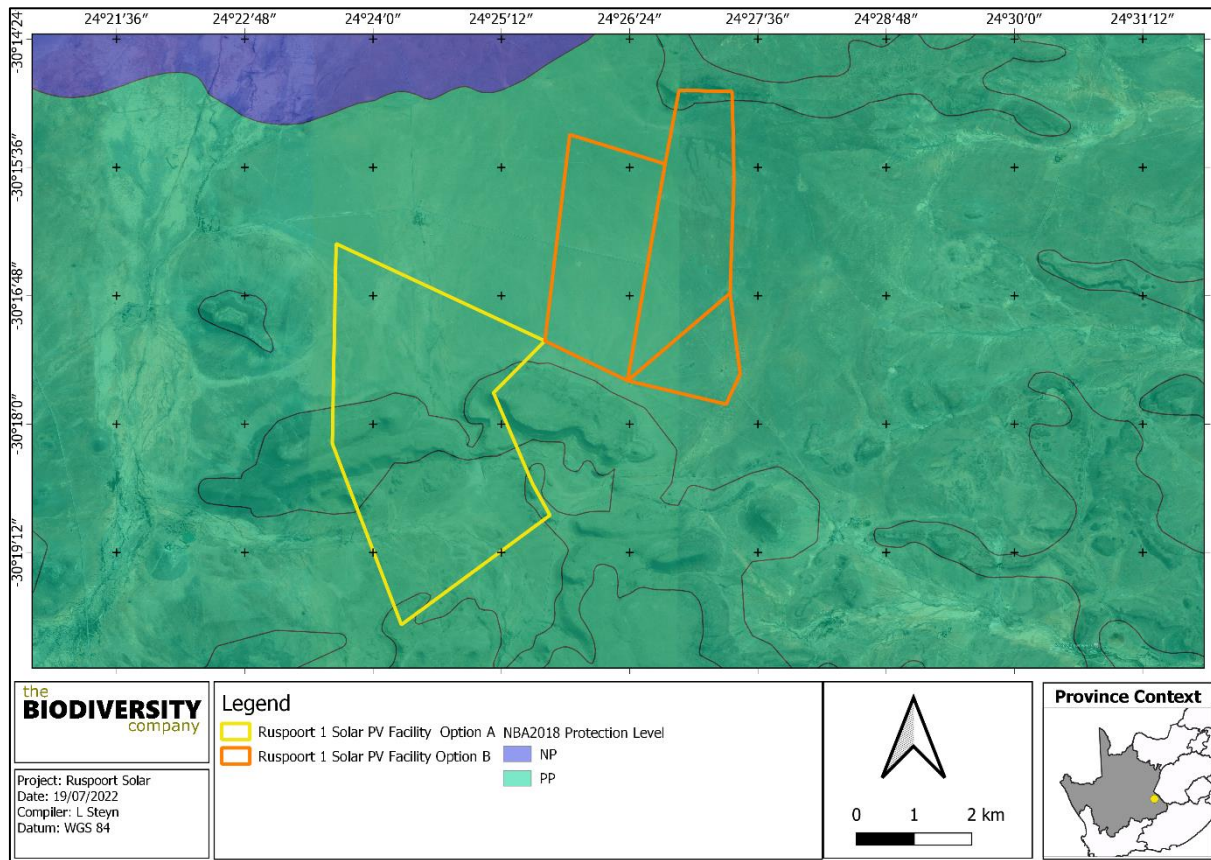 24°21′36″ 24°22′48″ 24°24′0″ 24°25′12″ 24°26′24″ 24°27′36″ 24°28′48″ 24°30′0″ 24°31′12″
-30°14′24″
-30°15′36″
-30°16′48″
-30°18′0″
-30°19′12″
the
BIODIVERSITY
company
Project: Ruspoort Solar
Date: 19/07/2022
Compiler: L Steyn
Datum: WGS 84
Legend
Ruspoort 1 Solar PV Facility Option A
Ruspoort 1 Solar PV Facility Option B
NBA2018 Protection Level
NP
PP
0 1 2 km
Province Context